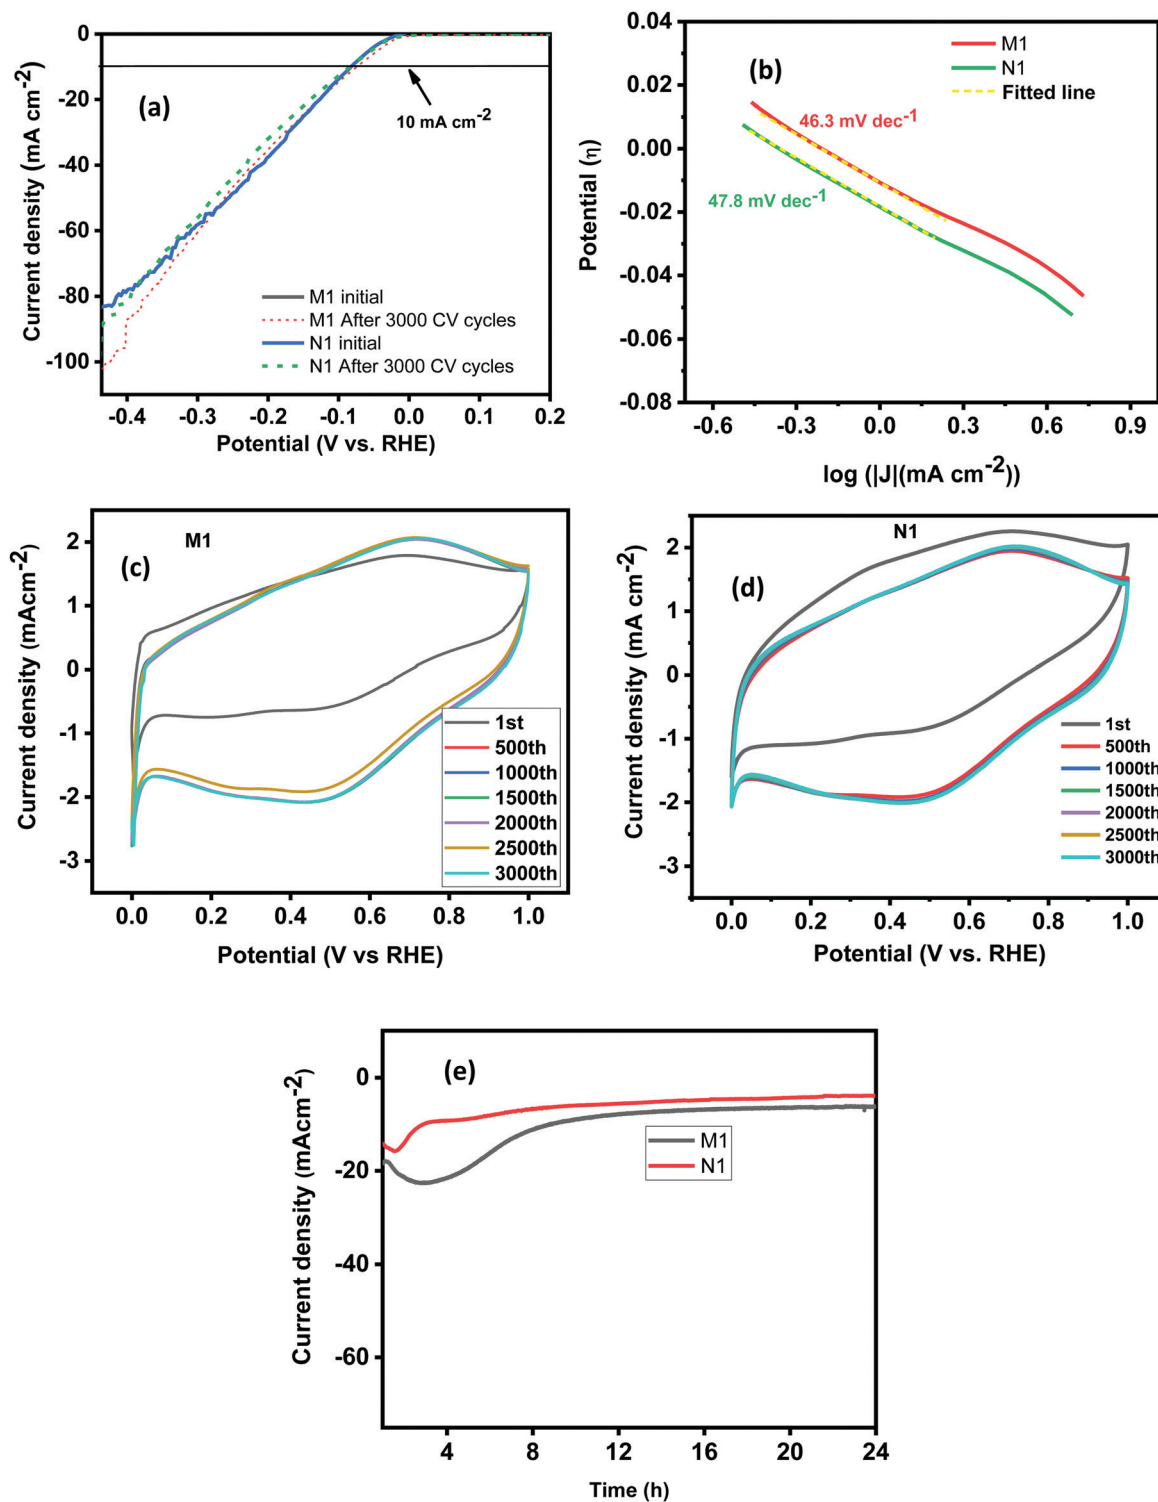 (a)
Current density (mA cm-2)
0
-20
-40
-60
-80
-100
10 mA cm-2
M1 initial
M1 After 3000 CV cycles
N1 initial
N1 After 3000 CV cycles
-0.4 -0.3 -0.2 -0.1 0.0 0.1 0.2
Potential (V vs. RHE)
(b)
Potential (η)
0.04
0.02
0.00
-0.02
-0.04
-0.06
-0.08
M1
N1
Fitted line
46.3 mV dec-1
47.8 mV dec-1
-0.6 -0.3 0.0 0.3 0.6 0.9
log (|J|(mA cm-2))
(c)
M1
Current density (mAcm-2)
2
1
0
-1
-2
-3
1st
500th
1000th
1500th
2000th
2500th
3000th
0.0 0.2 0.4 0.6 0.8 1.0
Potential (V vs RHE)
(d)
N1
Current density (mA cm-2)
2
1
0
-1
-2
-3
1st
500th
1000th
1500th
2000th
2500th
3000th
0.0 0.2 0.4 0.6 0.8 1.0
Potential (V vs. RHE)
(e)
Current density (mAcm-2)
0
-20
-40
-60
M1
N1
4 8 12 16 20 24
Time (h)